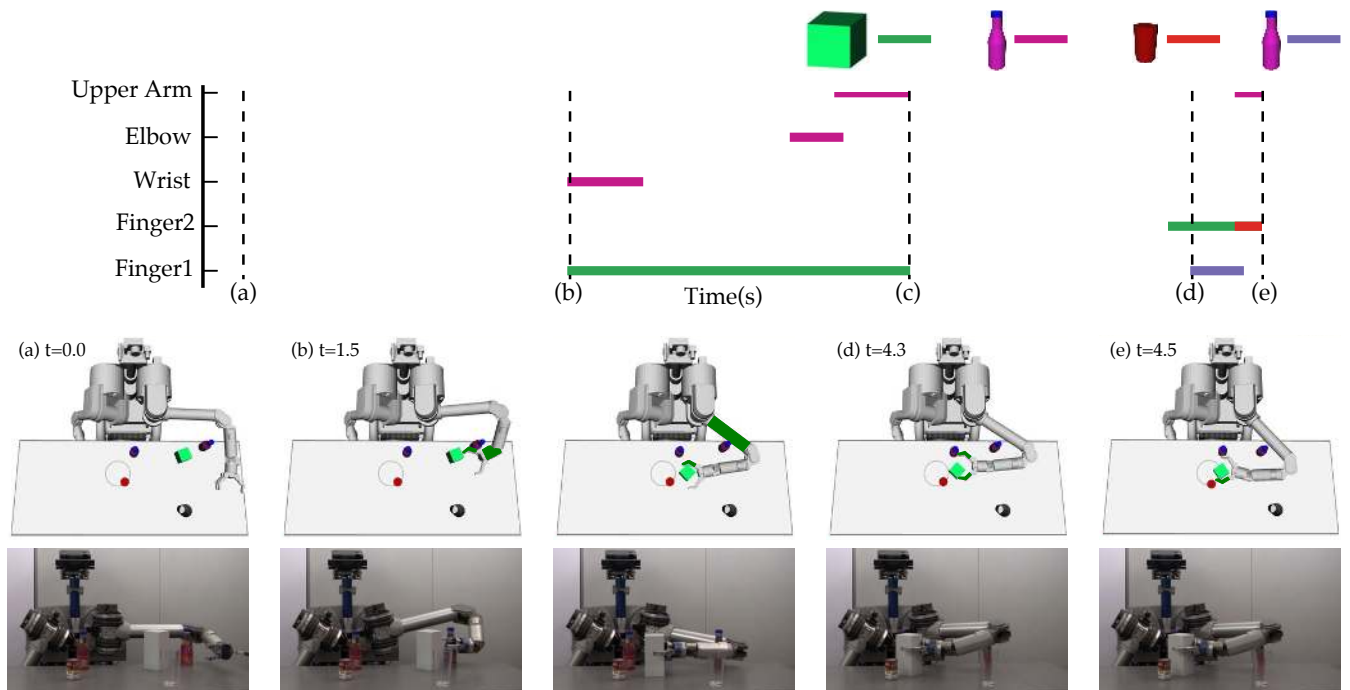 Upper Arm
Elbow
Wrist
Finger2
Finger1
(a)
(b)
Time(s)
(c)
(d)
(e)
(a) t=0.0
(b) t=1.5
(d) t=4.3
(e) t=4.5